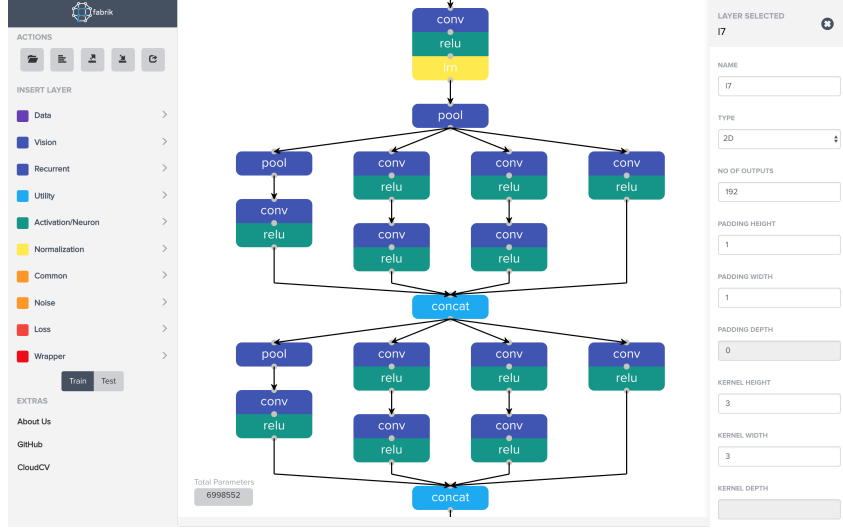 fabrik
ACTIONS
INSERT LAYER
Data
Vision
Recurrent
Utility
Activation/Neuron
Normalization
Common
Noise
Loss
Wrapper
Train Test
EXTRAS
About Us
GitHub
CloudCV
conv
relu
lrn
pool
pool conv conv conv
relu relu relu
conv conv conv
relu relu relu
concat
pool conv conv conv
relu relu relu
conv conv conv
relu relu relu
concat
Total Parameters
6998552
LAYER SELECTED
l7
NAME
l7
TYPE
2D
NO OF OUTPUTS
192
PADDING HEIGHT
1
PADDING WIDTH
1
PADDING DEPTH
0
KERNEL HEIGHT
3
KERNEL WIDTH
3
KERNEL DEPTH